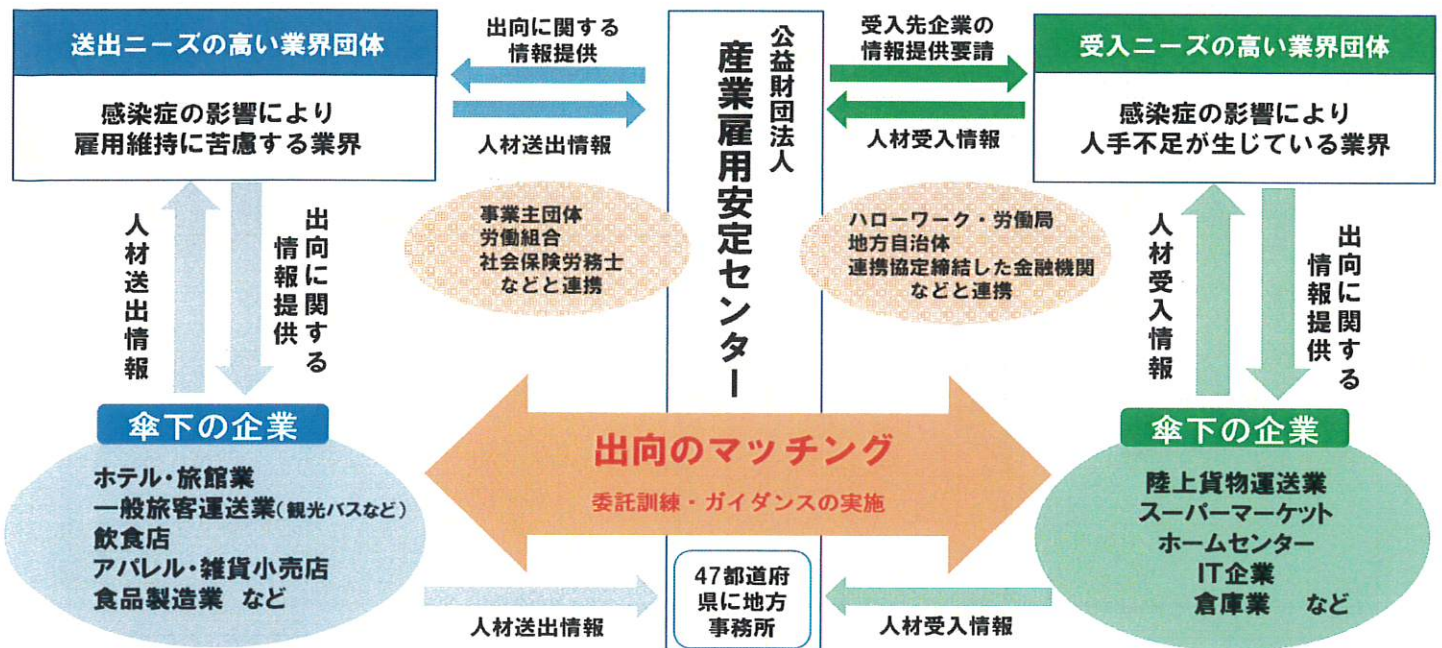 送出ニーズの高い業界団体
感染症の影響により
雇用維持に苦慮する業界
出向に関する
情報提供
人材送出情報
公益財団法人
産業雇用安定センター
受入先企業の
情報提供要請
人材受入情報
受入ニーズの高い業界団体
感染症の影響により
人手不足が生じている業界
事業主団体
労働組合
社会保険労務士
などと連携
ハローワーク・労働局
地方自治体
連携協定締結した金融機関
などと連携
人材送出情報
出向に関する
情報提供
人材受入情報
出向に関する
情報提供
傘下の企業
ホテル・旅館業
一般旅客運送業(観光バスなど)
飲食店
アパレル・雑貨小売店
食品製造業 など
出向のマッチング
委託訓練・ガイダンスの実施
傘下の企業
陸上貨物運送業
スーパーマーケット
ホームセンター
IT企業
倉庫業 など
人材送出情報
47都道府
県に地方
事務所
人材受入情報